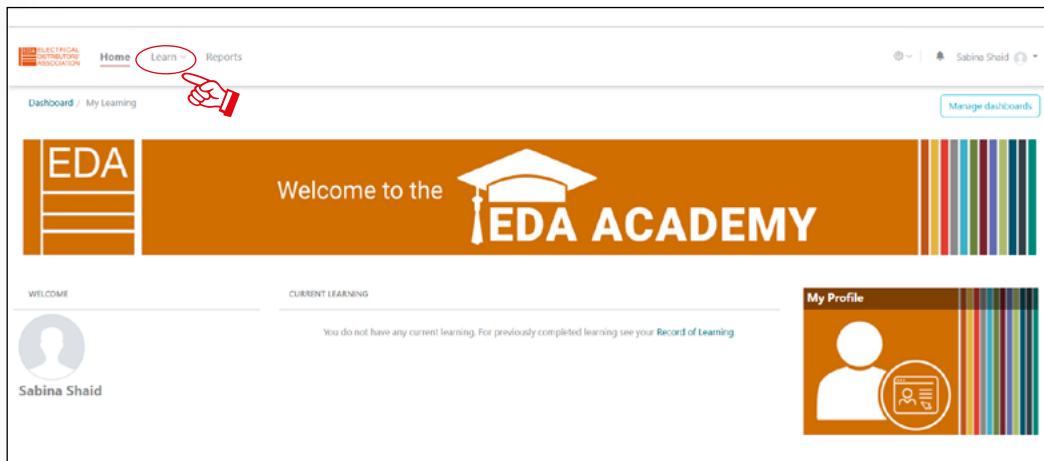 EDA ELECTRICAL
DISTRIBUTORS'
ASSOCIATION
Home Learn Reports
Sabina Shaid
Dashboard / My Learning
Manage dashboards
EDA
Welcome to the
EDA ACADEMY
WELCOME
CURRENT LEARNING
My Profile
You do not have any current learning. For previously completed learning see your Record of Learning.
Sabina Shaid